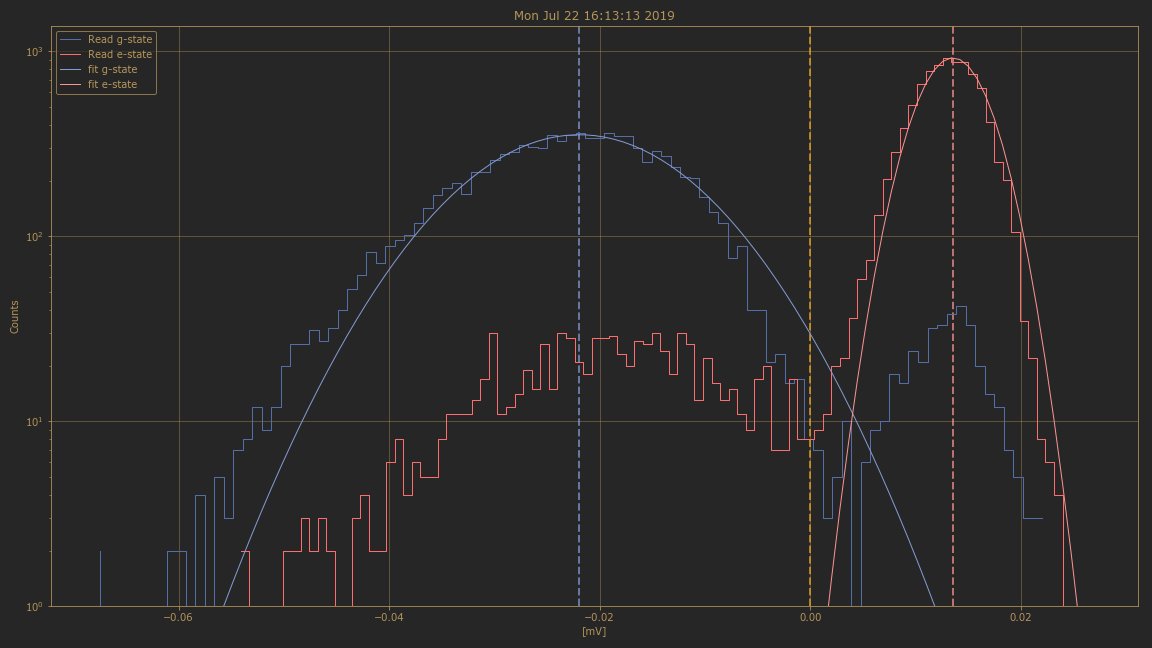 Mon Jul 22 16:13:13 2019
Read g-state
Read e-state
fit g-state
fit e-state
10³
10²
10¹
10⁰
Counts
−0.06
−0.04
−0.02
0.00
0.02
[mV]